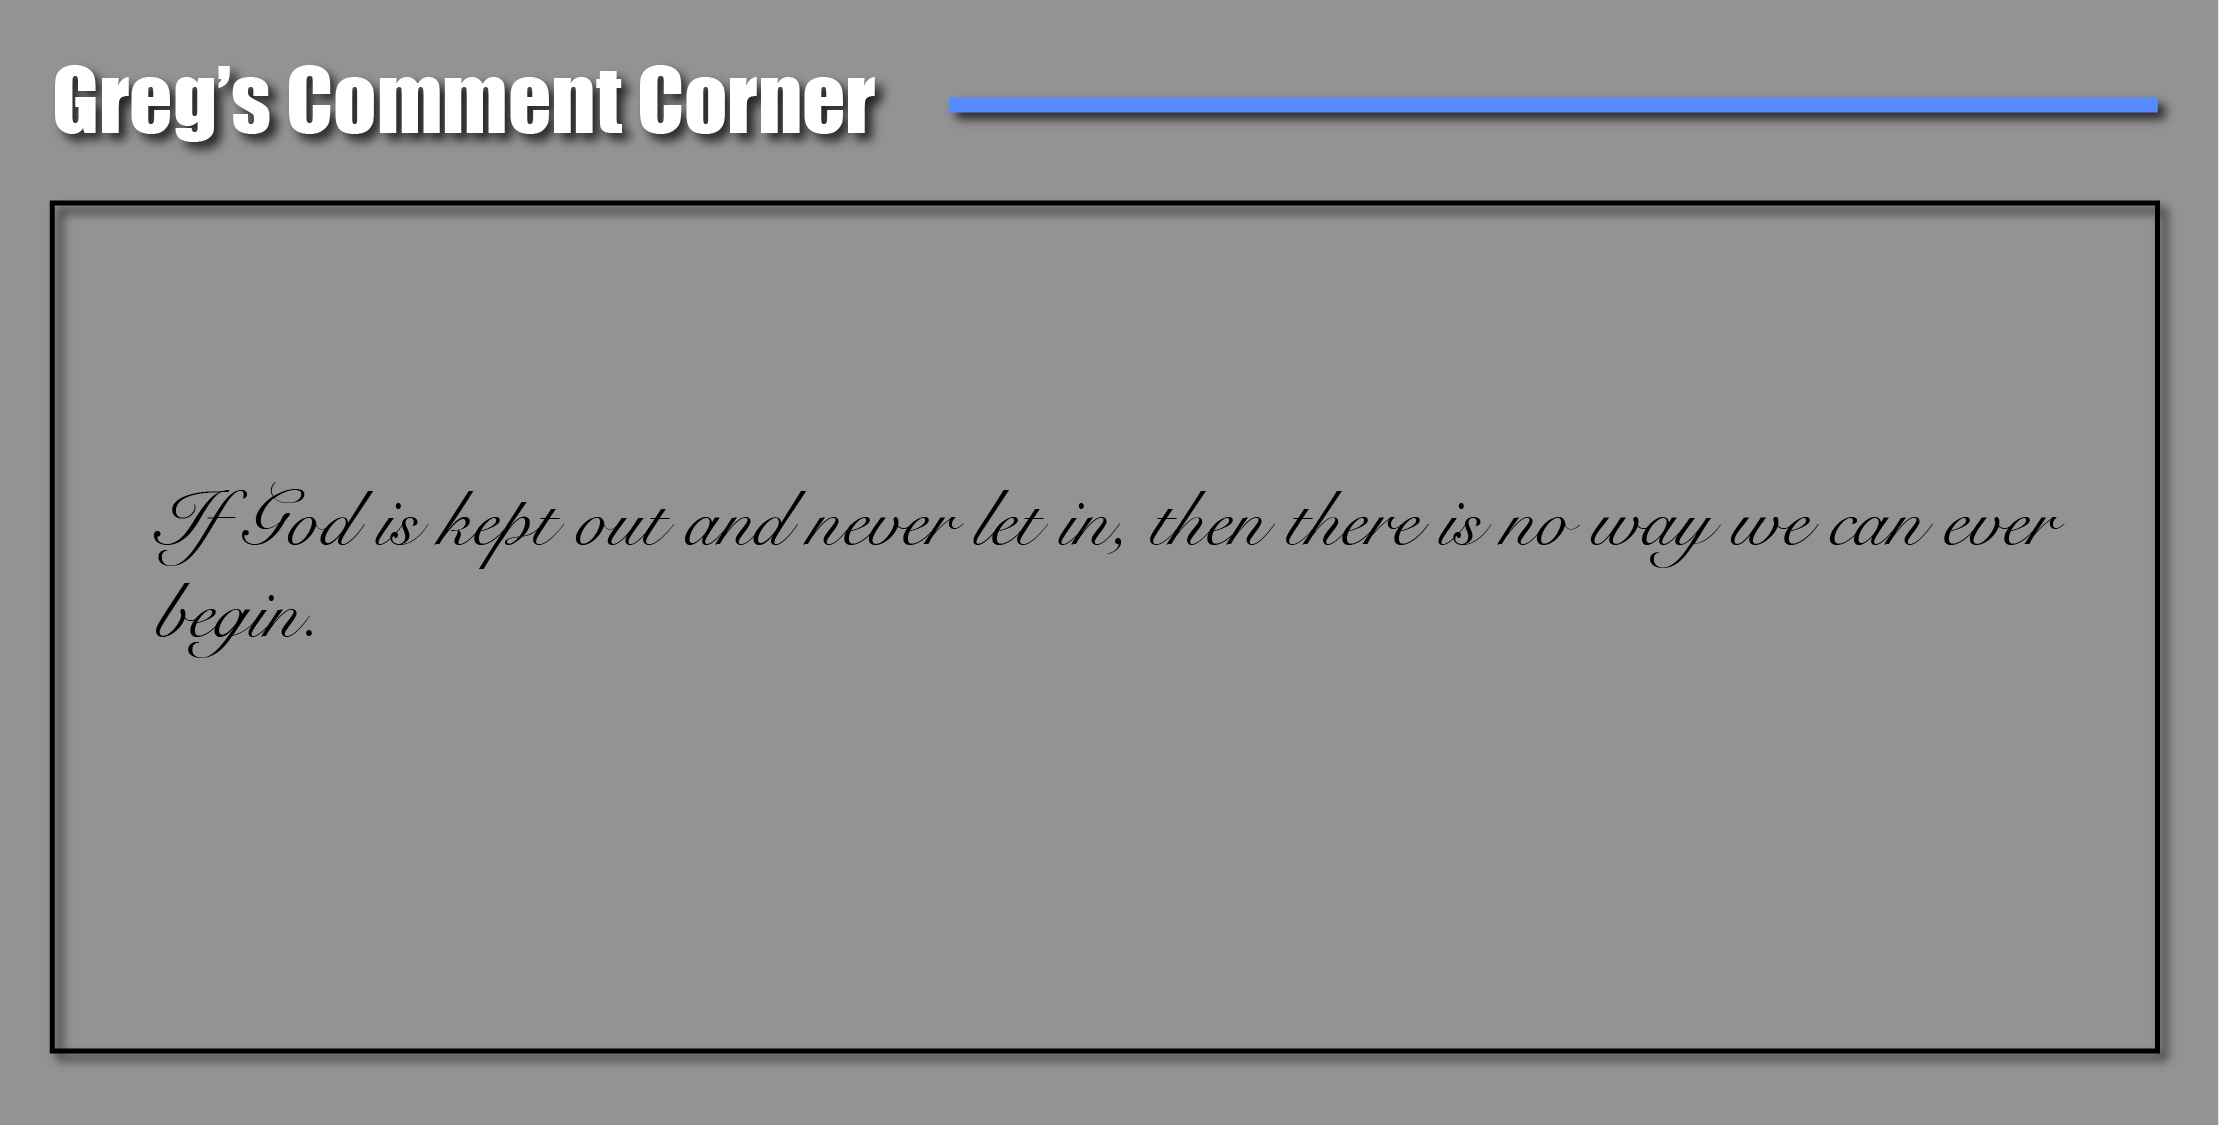 Greg’s Comment Corner
If God is kept out and never let in, then there is no way we can ever
begin.